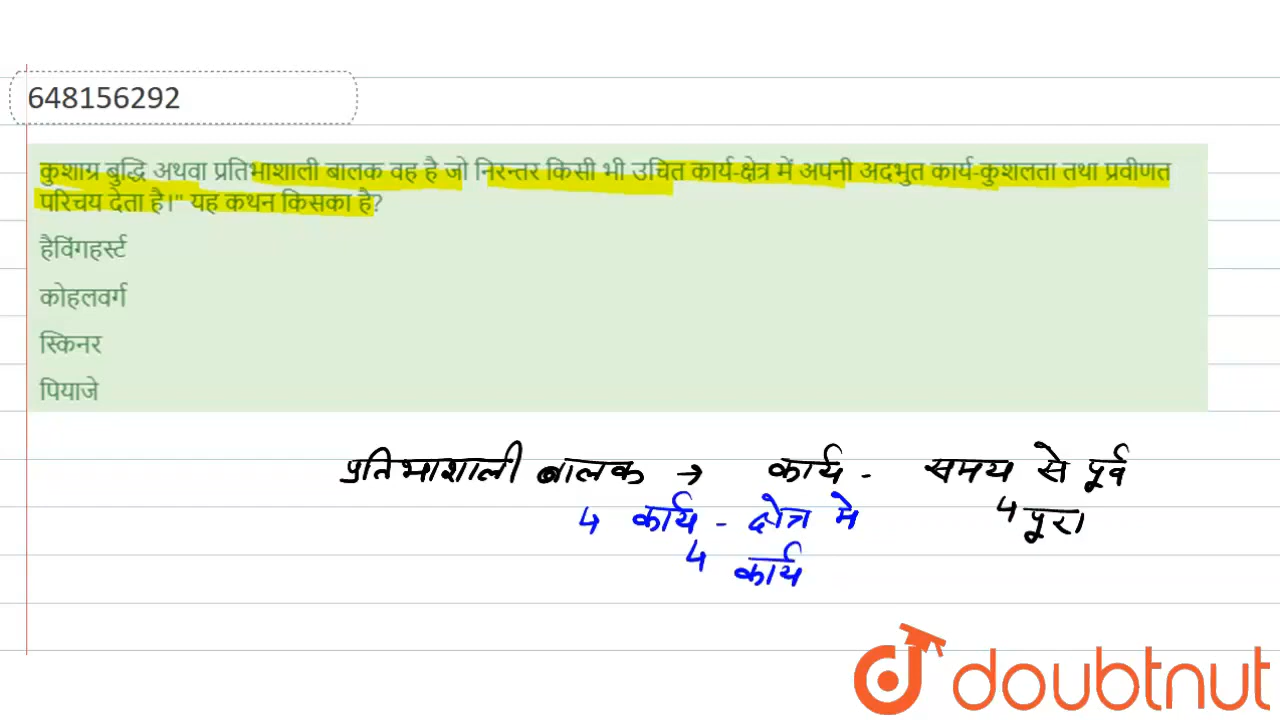 648156292
कुशाग्र बुद्धि अथवा प्रतिभाशाली बालक वह है जो निरन्तर किसी भी उचित कार्य-क्षेत्र में अपनी अदभुत कार्य-कुशलता तथा प्रवीणत
परिचय देता है।" यह कथन किसका है?
हैविंगहर्स्ट
कोहलवर्ग
स्किनर
पियाजे
प्रतिभाशाली बालक → कार्य - समय से पूर्व
4 कार्य - क्षेत्र मे 4 पूरा
4 कार्य
doubtnut